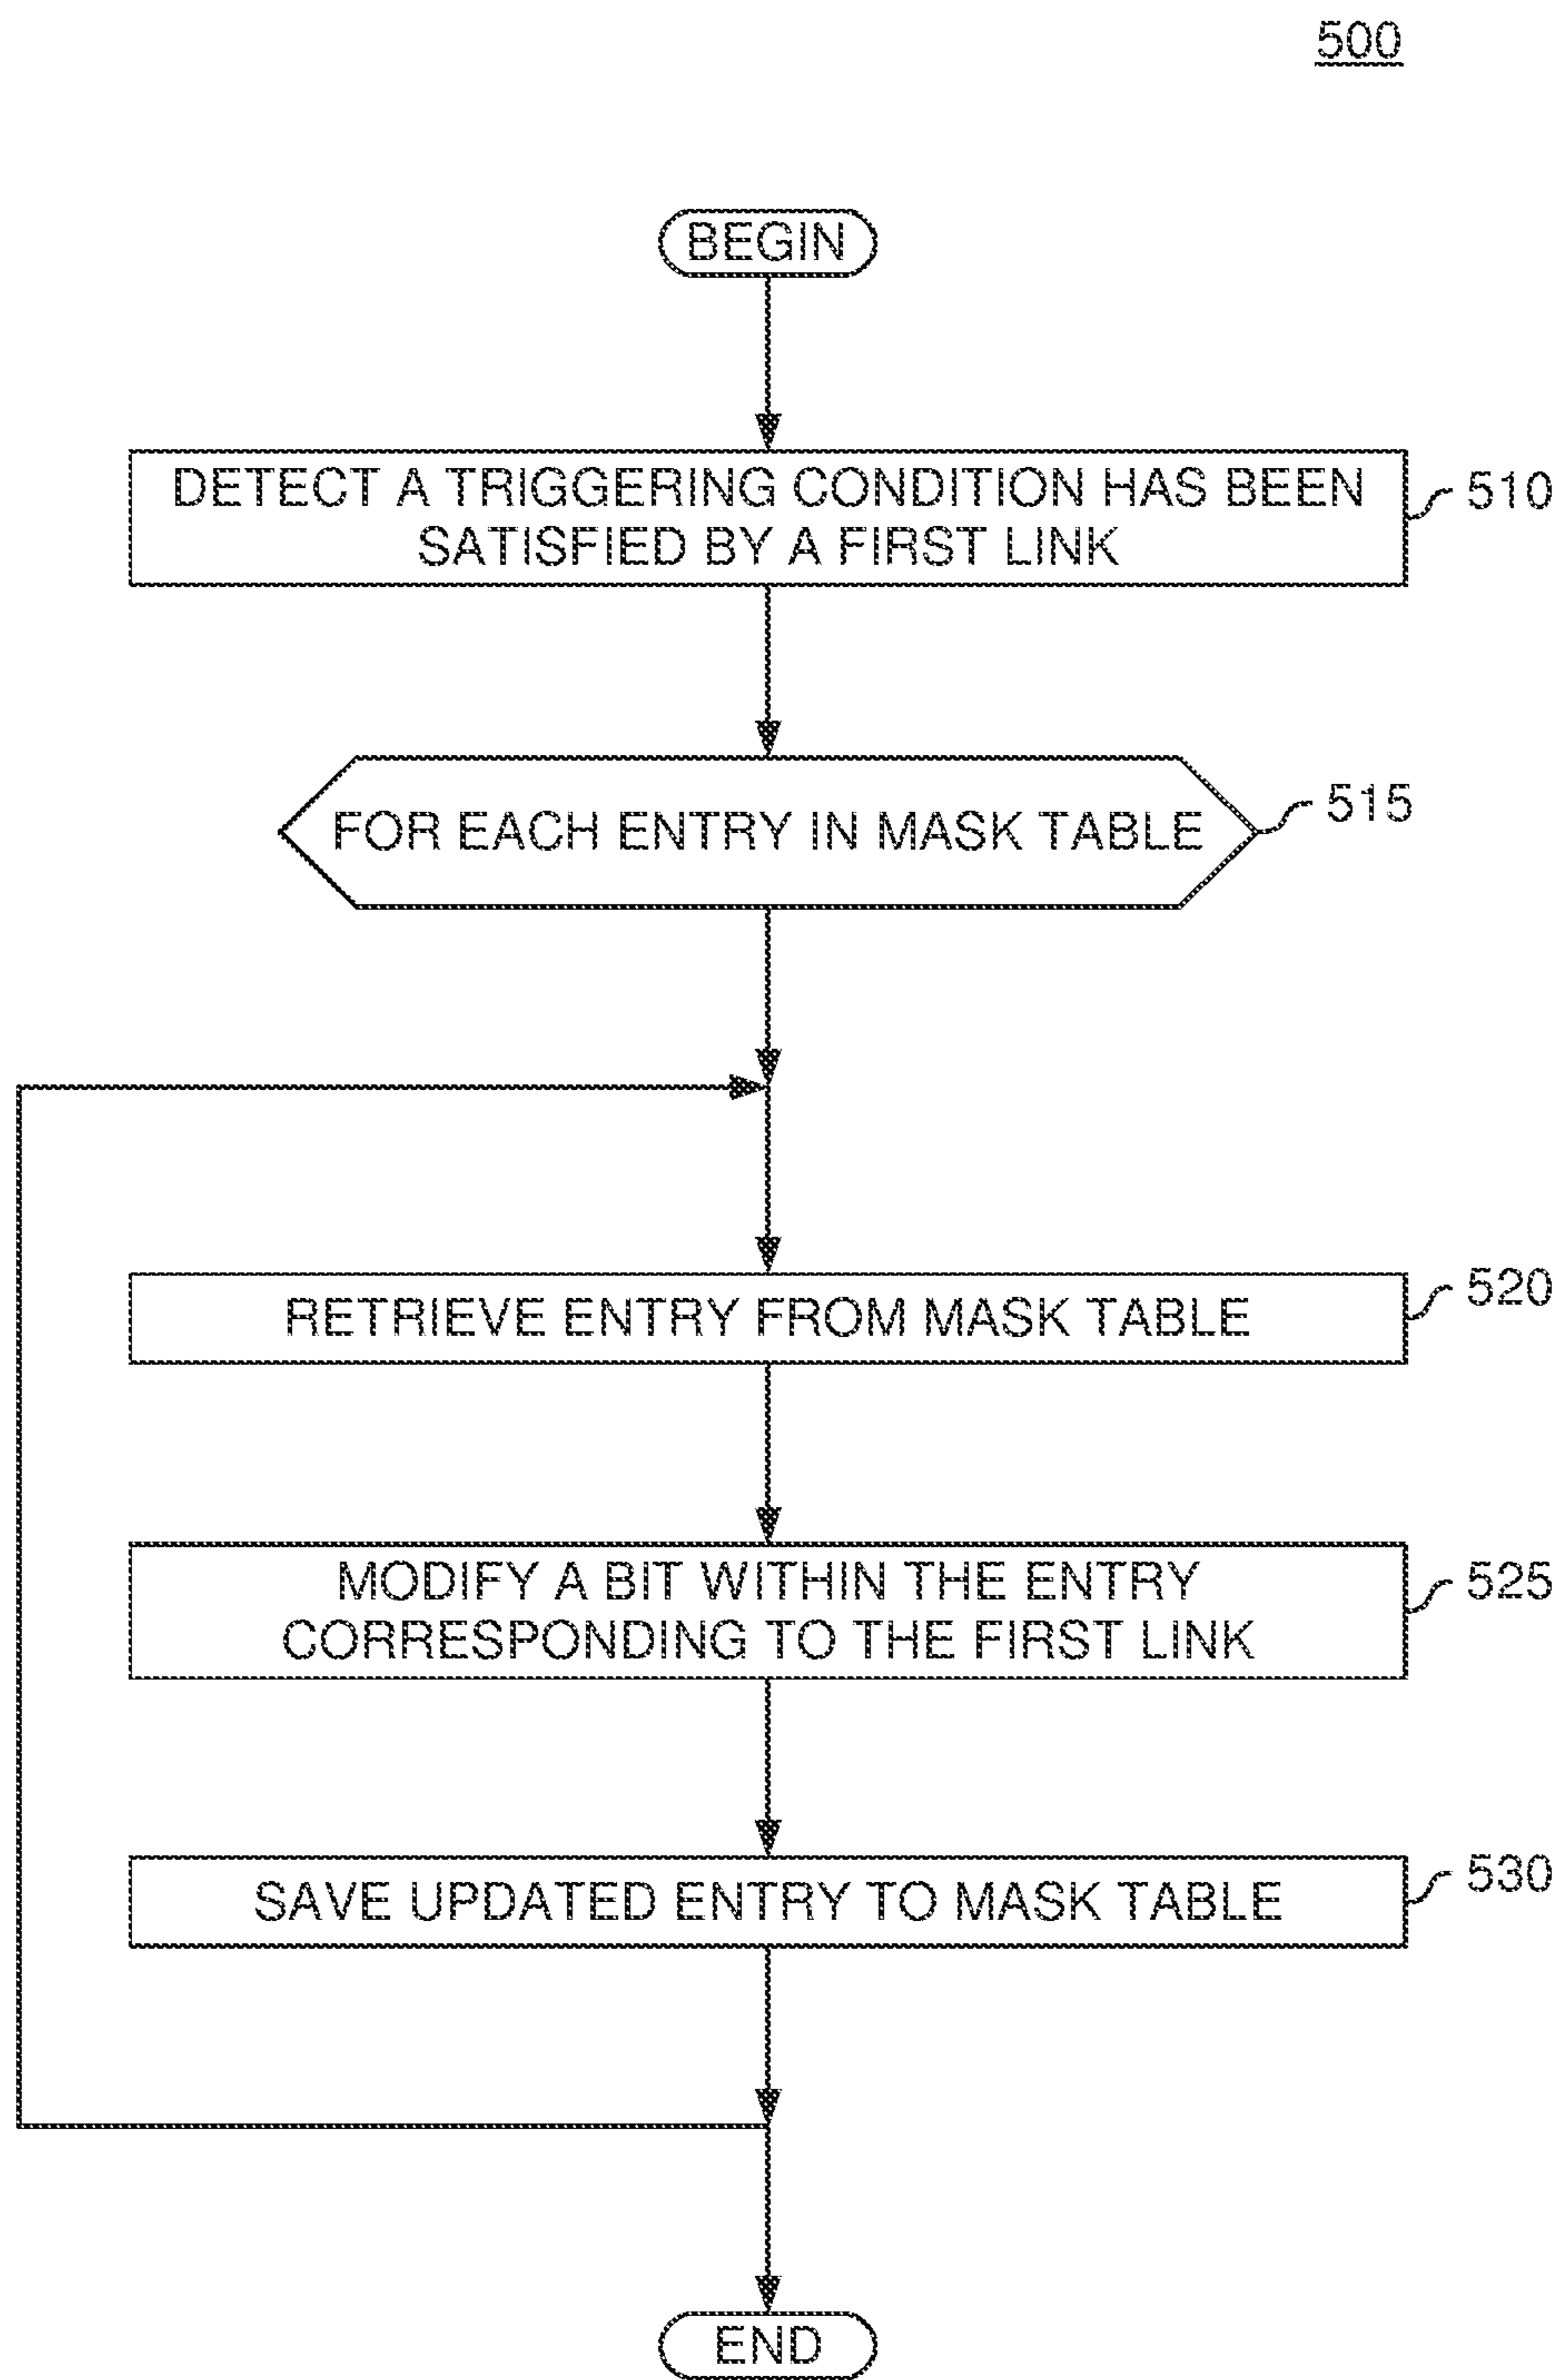 500
BEGIN
DETECT A TRIGGERING CONDITION HAS BEEN
SATISFIED BY A FIRST LINK
510
FOR EACH ENTRY IN MASK TABLE
515
RETRIEVE ENTRY FROM MASK TABLE
520
MODIFY A BIT WITHIN THE ENTRY
CORRESPONDING TO THE FIRST LINK
525
SAVE UPDATED ENTRY TO MASK TABLE
530
END